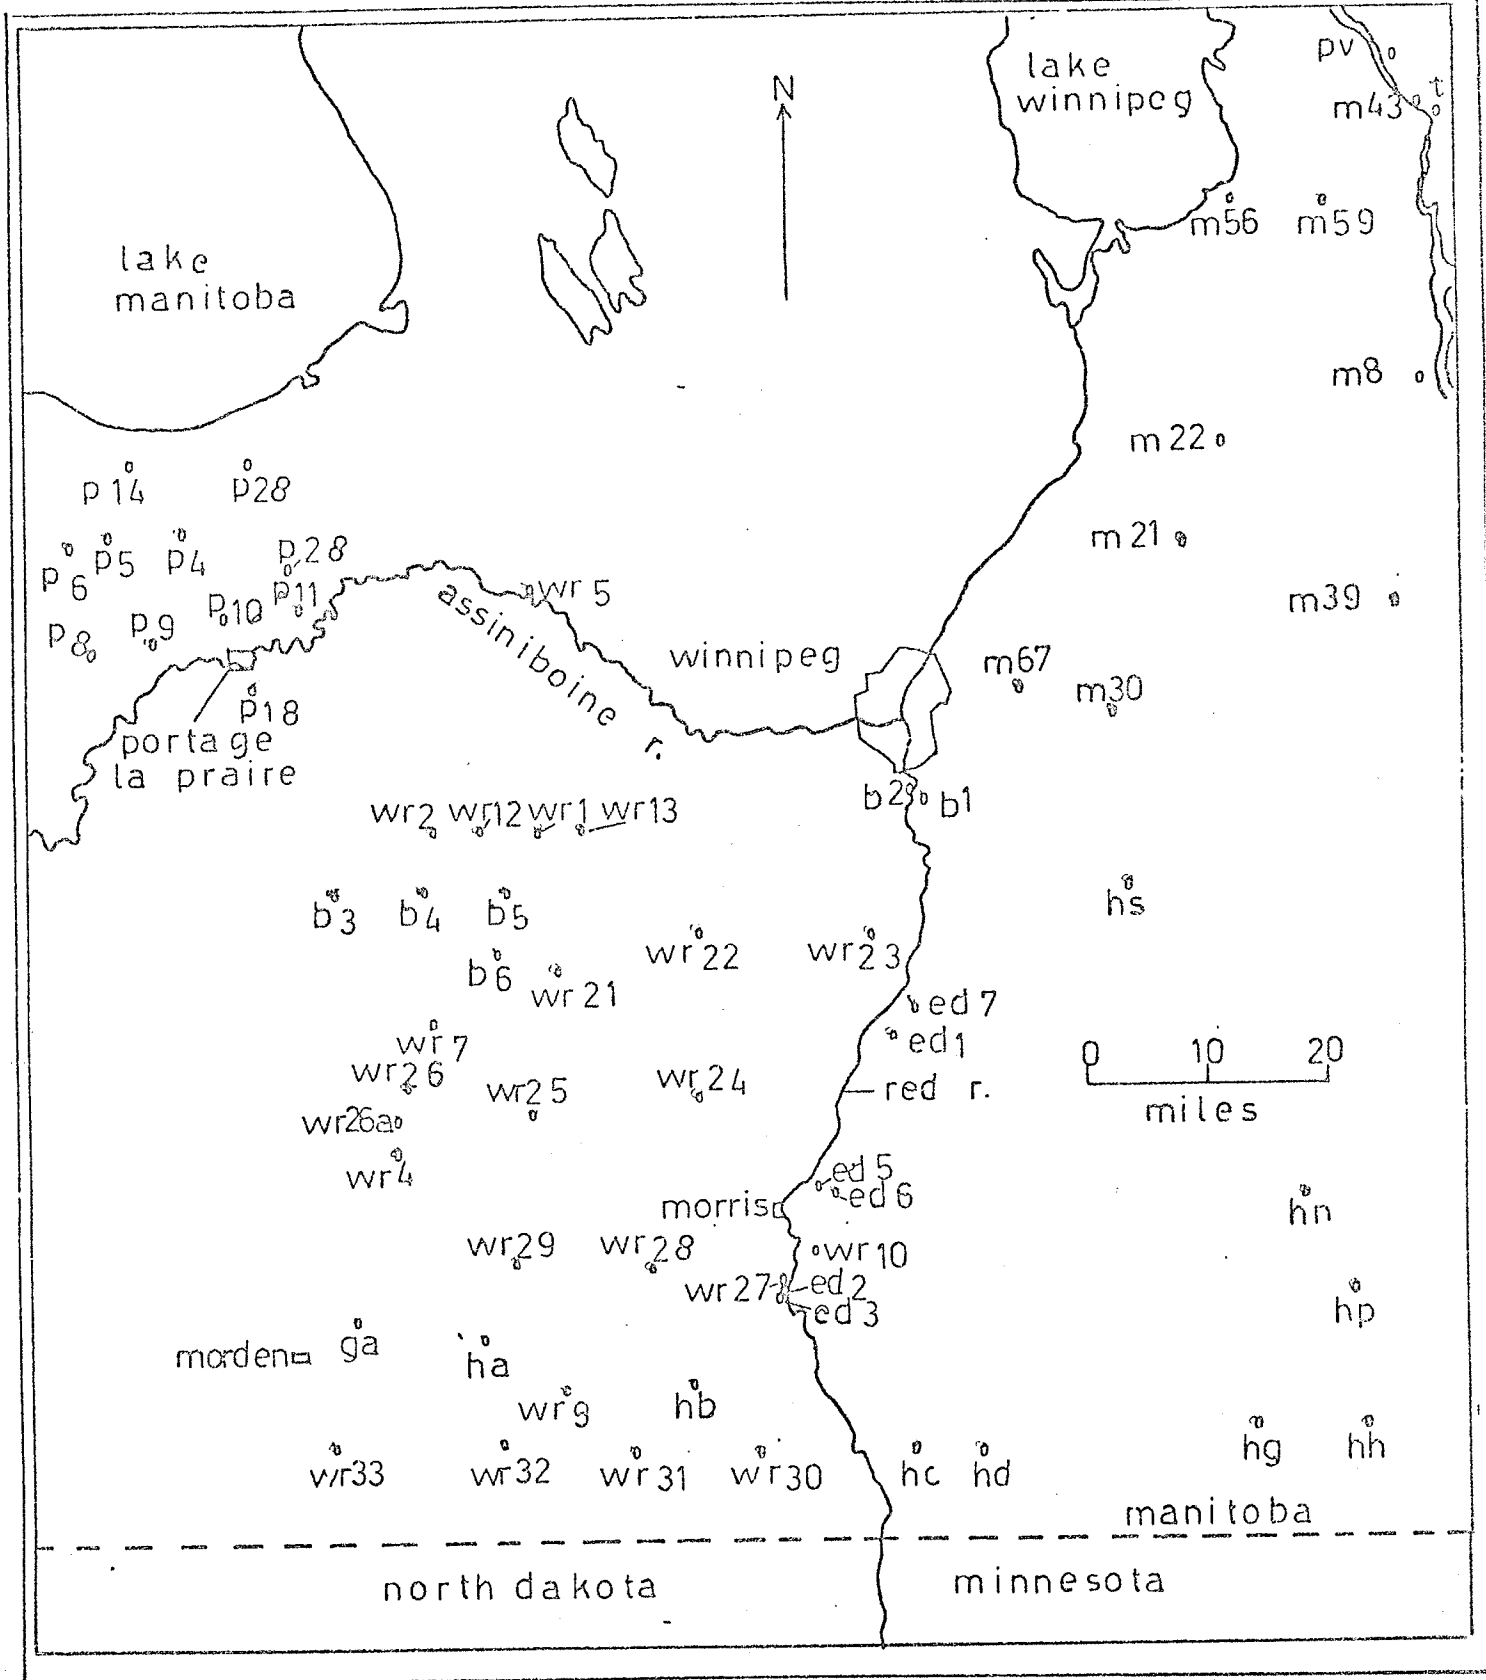 lake
winnipeg
pv
t
m43
N
m56
m59
lake
manitoba
m8
m22
p14
p28
m21
p6
p5
p4
p28
p11
p10
p9
p8
wr5
assiniboine r.
m39
winnipeg
m67
m30
p18
portage
la praire
b2
b1
wr2
wr12
wr1
wr13
hs
b3
b4
b5
wr22
wr23
b6
wr21
ed7
ed1
wr7
wr26
wr25
wr24
red r.
0 10 20
miles
wr26a
wr4
ed5
ed6
morris
hn
wr29
wr28
wr10
wr27
ed2
ed3
hp
morden
ga
ha
wr9
hb
wr33
wr32
wr31
wr30
hc
hd
hg
hh
manitoba
north dakota
minnesota